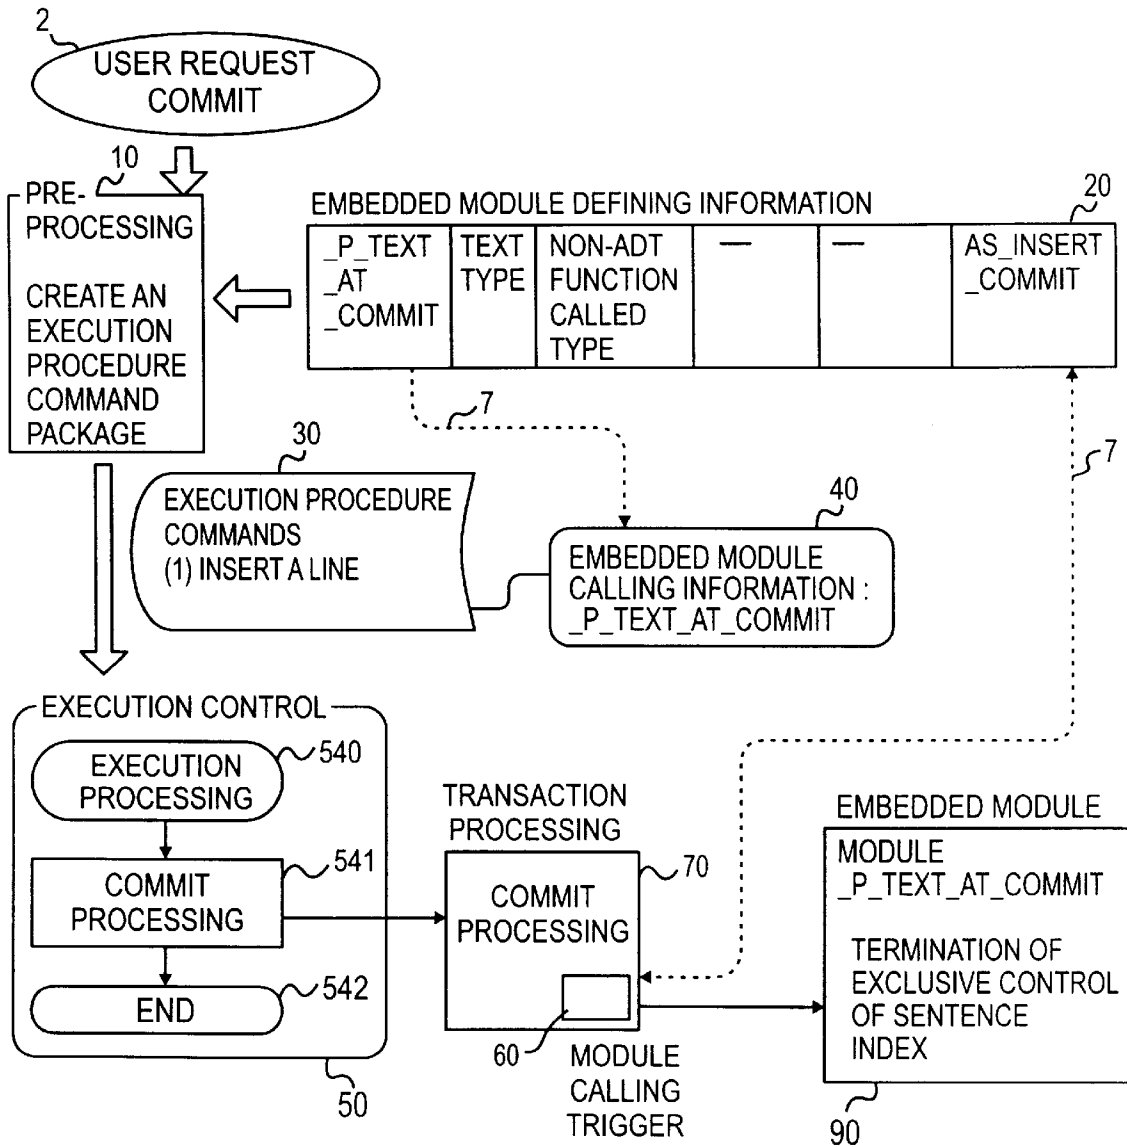 2
USER REQUEST
COMMIT
10
PRE-
PROCESSING
CREATE AN
EXECUTION
PROCEDURE
COMMAND
PACKAGE
EMBEDDED MODULE DEFINING INFORMATION
20
_P_TEXT
_AT
_COMMIT
TEXT
TYPE
NON-ADT
FUNCTION
CALLED
TYPE
—
—
AS_INSERT
_COMMIT
7
7
30
EXECUTION PROCEDURE
COMMANDS
(1) INSERT A LINE
40
EMBEDDED MODULE
CALLING INFORMATION :
_P_TEXT_AT_COMMIT
EXECUTION CONTROL
540
EXECUTION
PROCESSING
541
COMMIT
PROCESSING
542
END
50
TRANSACTION
PROCESSING
70
COMMIT
PROCESSING
60
MODULE
CALLING
TRIGGER
EMBEDDED MODULE
MODULE
_P_TEXT_AT_COMMIT
TERMINATION OF
EXCLUSIVE CONTROL
OF SENTENCE
INDEX
90